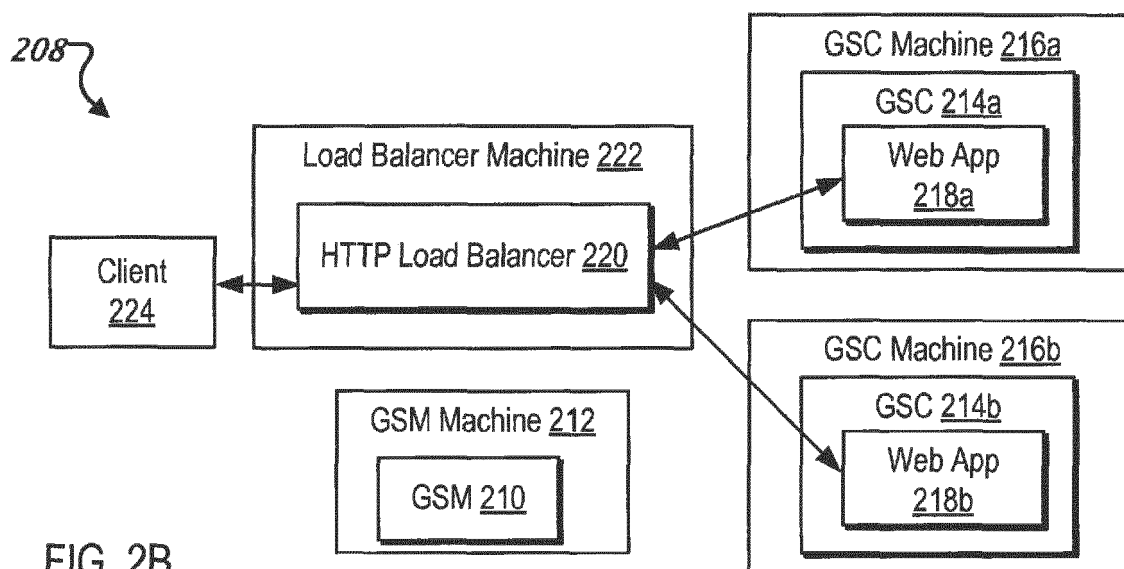 208
GSC Machine 216a
GSC 214a
Web App
218a
Load Balancer Machine 222
HTTP Load Balancer 220
Client
224
GSC Machine 216b
GSC 214b
Web App
218b
GSM Machine 212
GSM 210
FIG. 2B